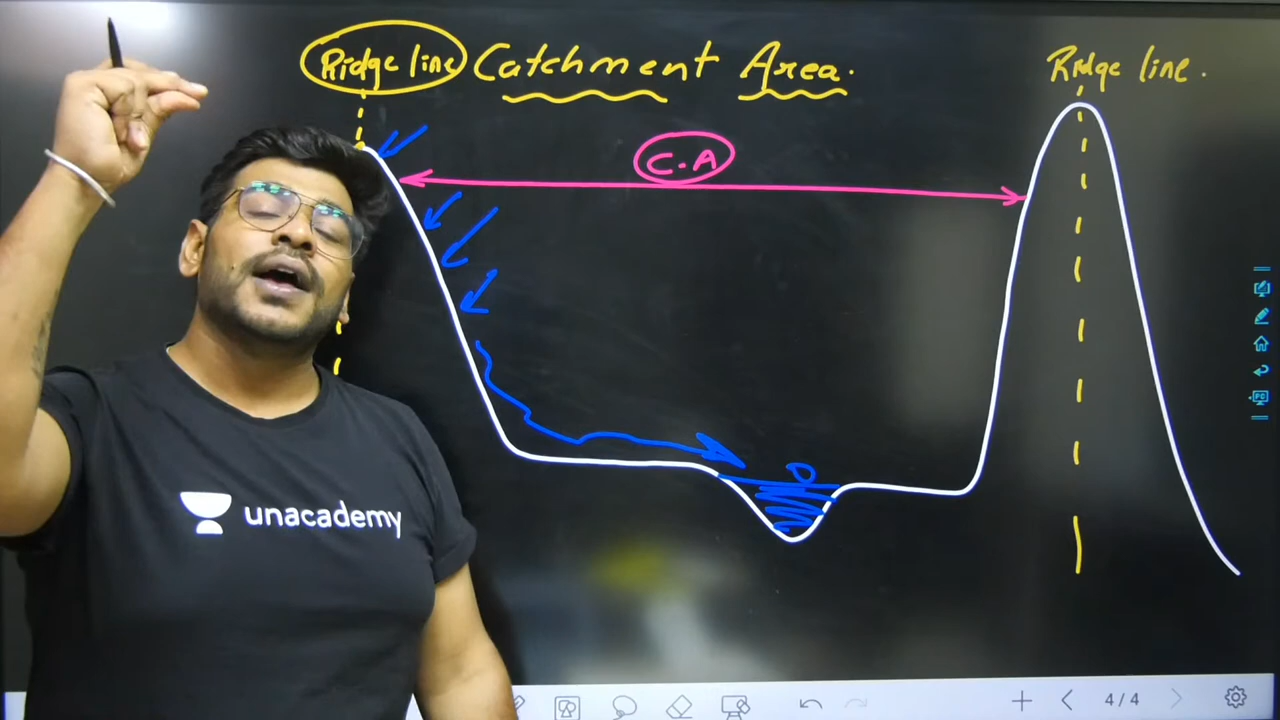 Ridge line Catchment Area.
Ridge line.
C.A
unacademy
4/4